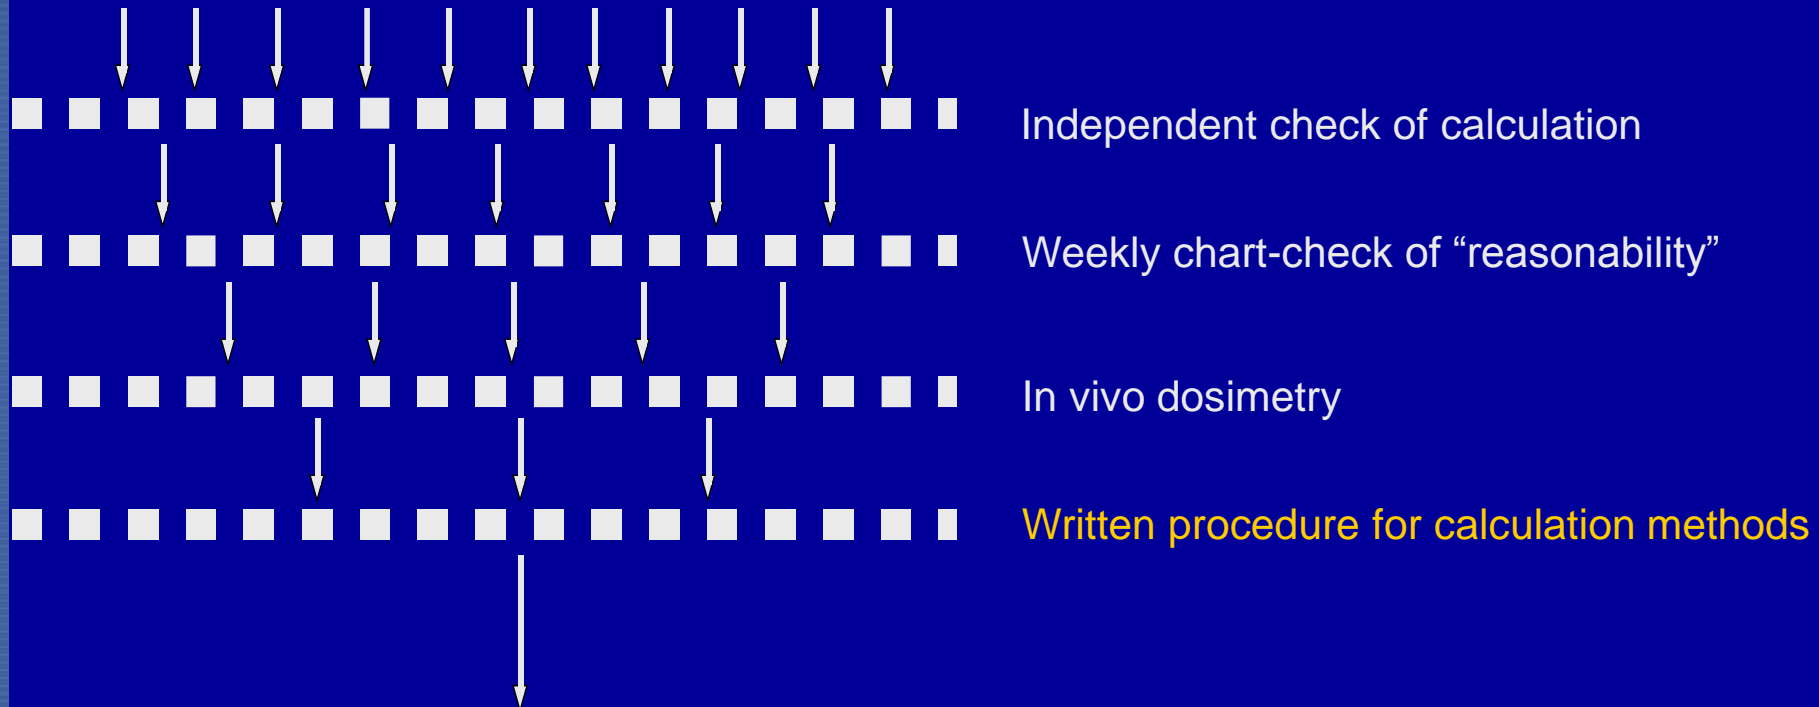 Independent check of calculation
Weekly chart-check of “reasonability”
In vivo dosimetry
Written procedure for calculation methods